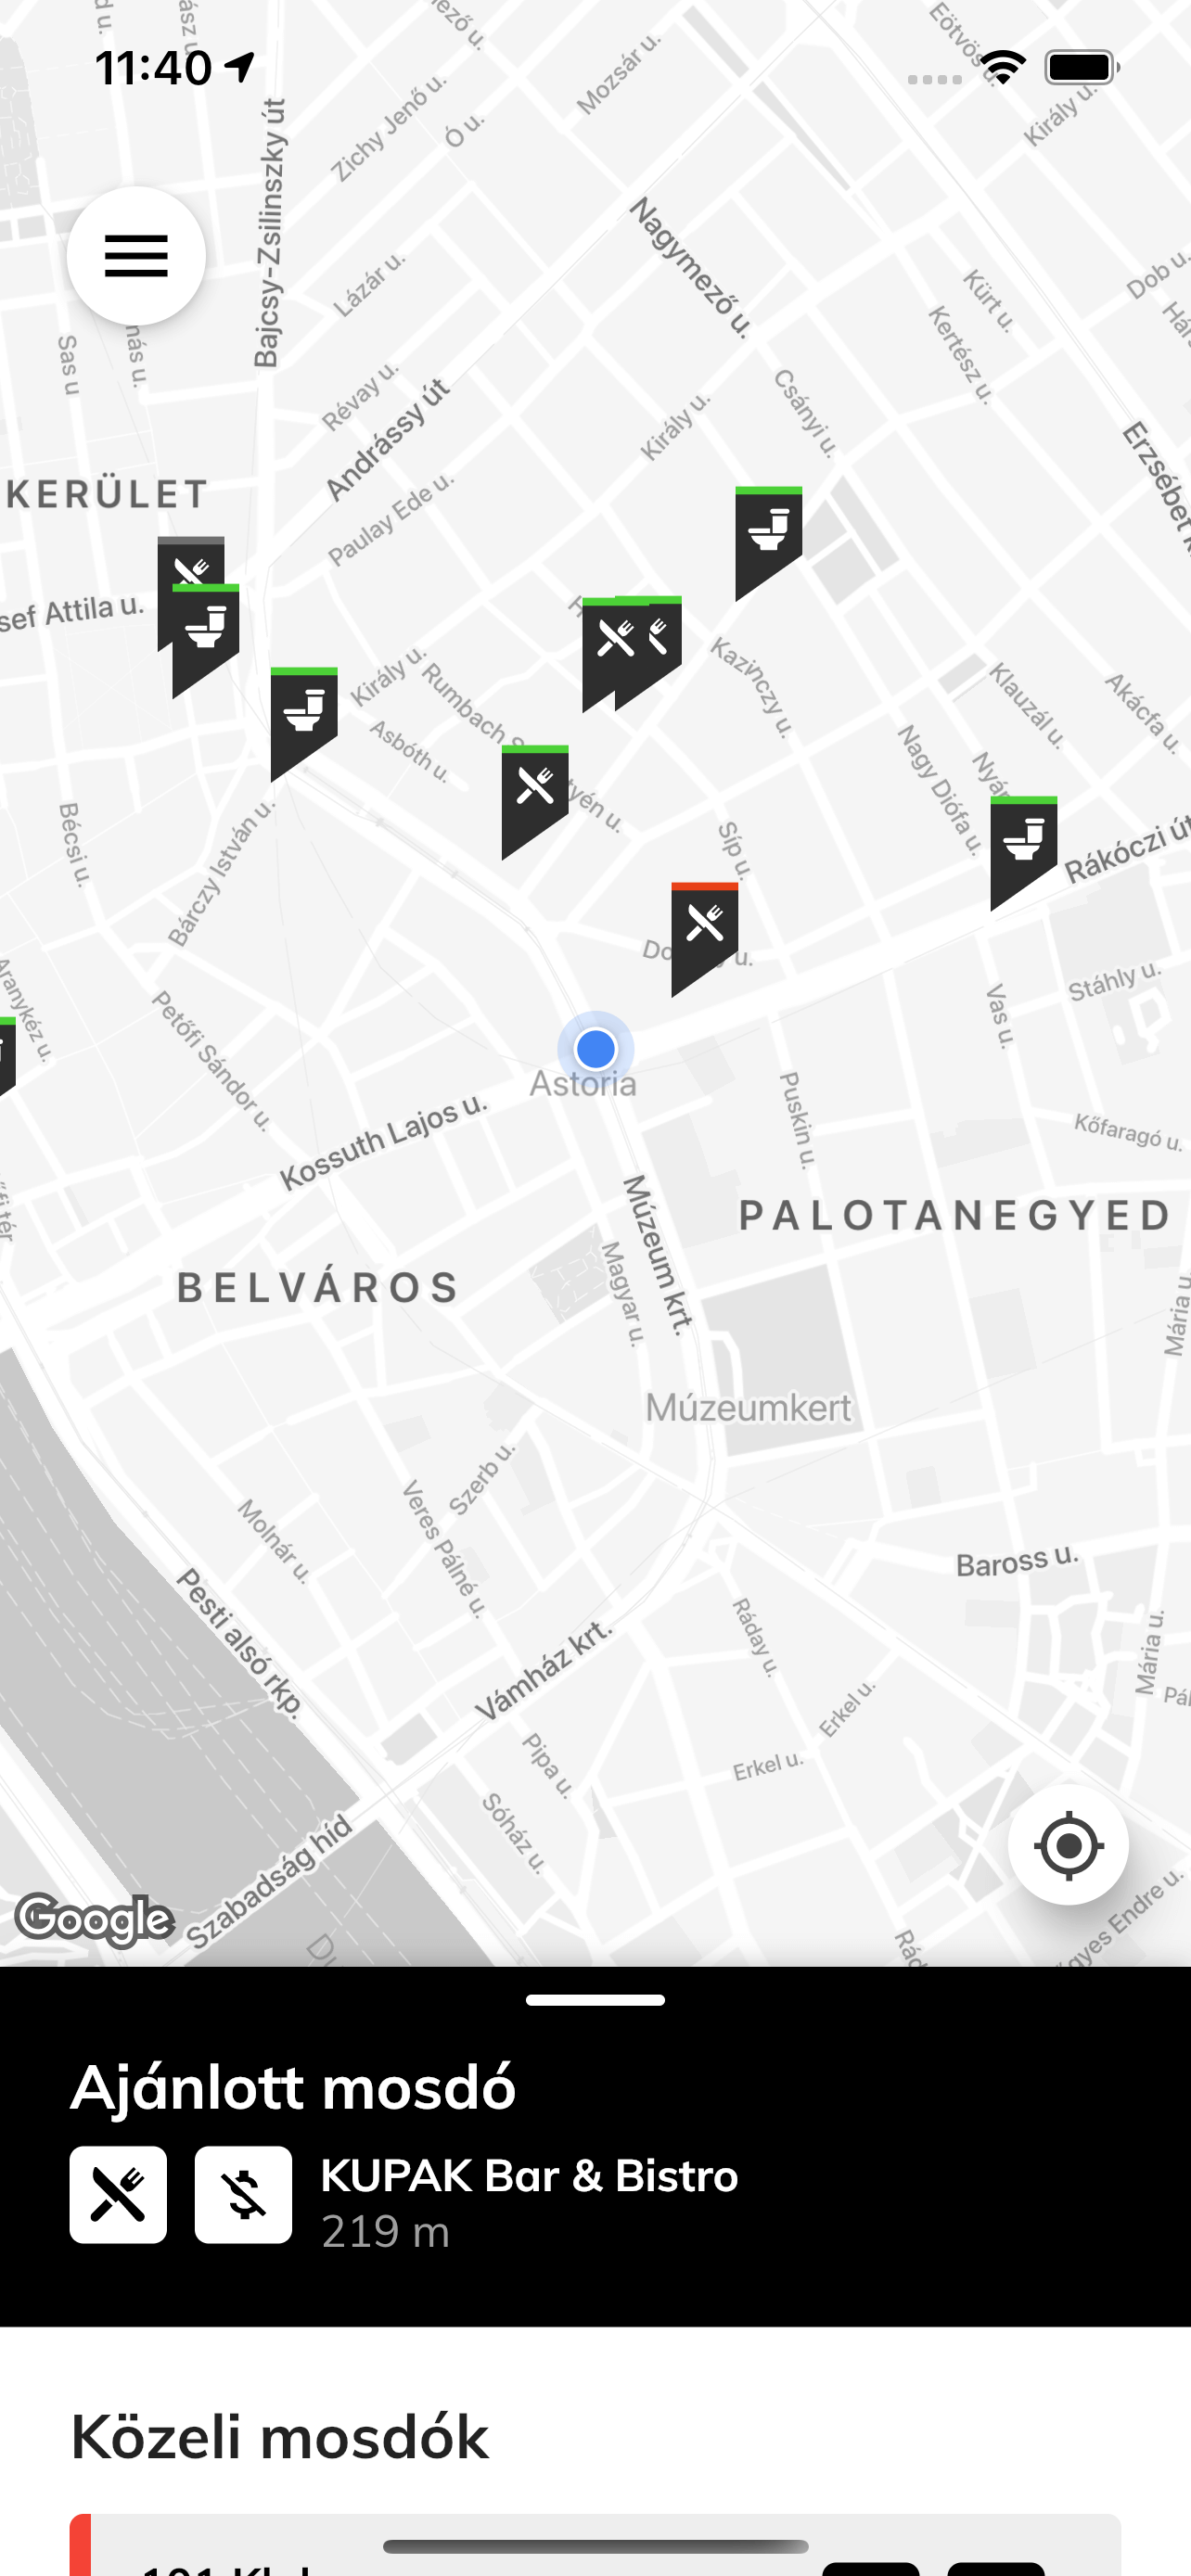 11:40
Mozsár u.
Király u.
Zichy Jenő u.
Ó u.
Bajcsy-Zsilinszky út
Nagymező u.
Lázár u.
Dob u.
Kürt u.
Kertész u.
Sas u
Révay u.
Andrássy út
Csányi u.
Király u.
KERÜLET
Paulay Ede u.
Király u.
Kazinczy u.
Klauzál u.
Akácfa u.
Asbóth u.
Nagy Diófa u.
Bécsi u.
Bárczy István u.
Síp u.
Rákóczi út
Stáhly u.
Vas u.
Aranykéz u.
Petőfi Sándor u.
Astoria
Puskin u.
Kőfaragó u.
Kossuth Lajos u.
Múzeum krt.
PALOTANEGYED
Magyar u.
BELVÁROS
Mária u.
Múzeumkert
Szerb u.
Molnár u.
Veres Pálné u.
Baross u.
Pesti alsó rkp.
Ráday u.
Mária u.
Vámház krt.
Erkel u.
Pipa u.
Erkel u.
Sóház u.
Szabadság híd
Google
Ajánlott mosdó
KUPAK Bar & Bistro
219 m
Közeli mosdók